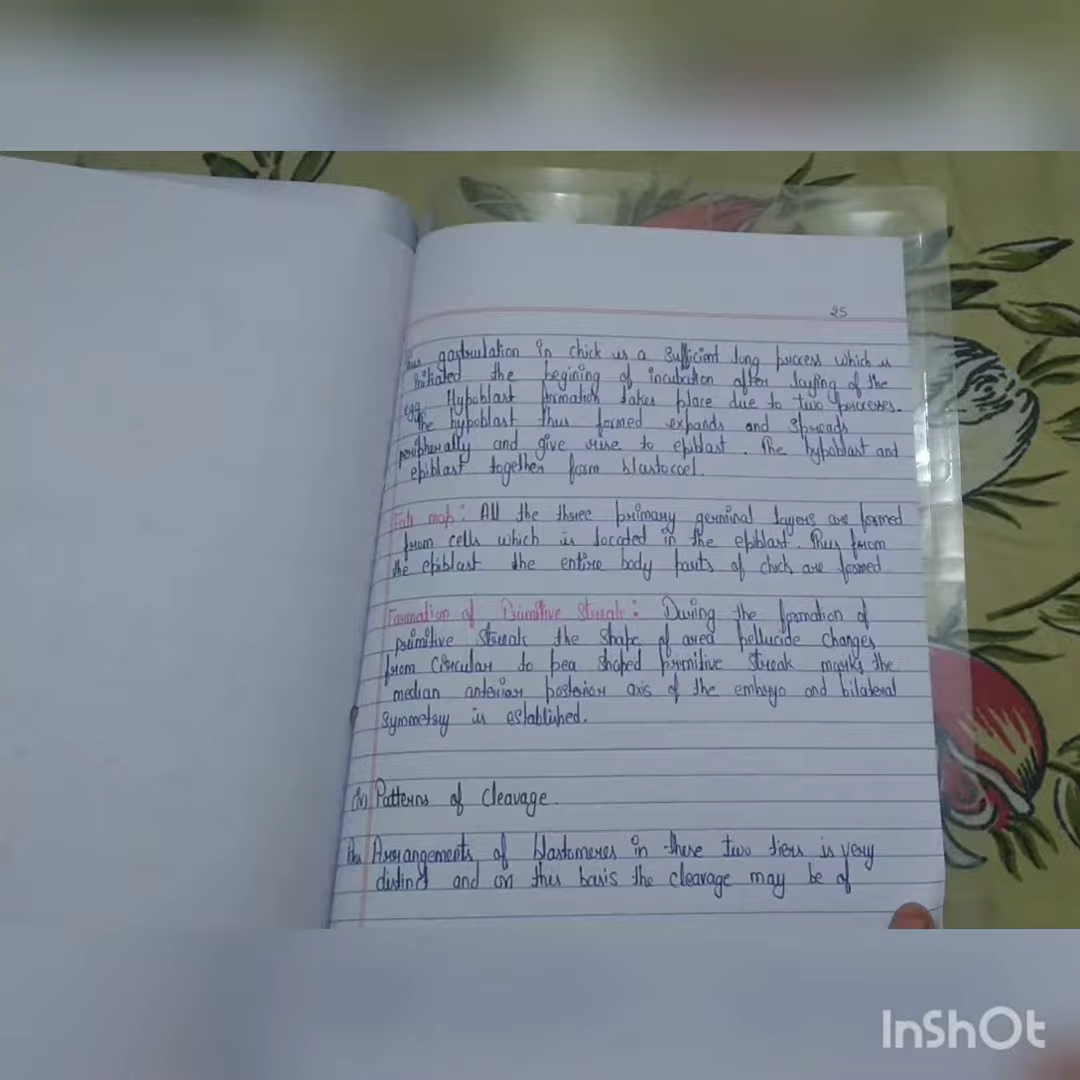 25
Thus gastrulation in chick is a sufficient long process which is
initiated the begining of incubation after laying of the
egg. Hypoblast formation takes place due to two processes.
The hypoblast thus formed expands and spreads
peripherally and give rise to epiblast. The hypoblast and
epiblast together form blastocoel.
Fate map: All the three primary germinal layers are formed
from cells which is located in the epiblast. Thus from
the epiblast the entire body parts of chick are formed
Formation of Primitive Streak: During the formation of
primitive streak the shape of area pellucide changes
from circular to pea shaped primitive streak marks the
median anterior posterior axis of the embryo and bilateral
symmetry is established.
(iv) Patterns of Cleavage.
Ans Arrangements of blastomeres in these two tiers is very
distinct and on this basis the cleavage may be of
InShOt